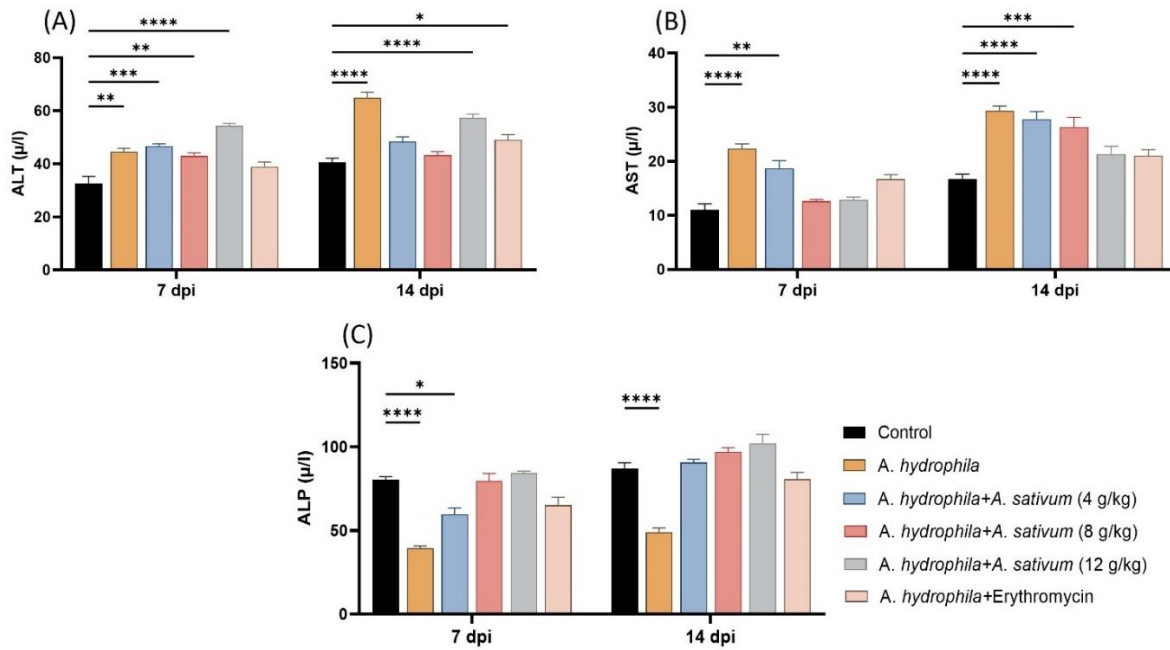 (A)
****
**
***
**
*
****
****
80
60
40
20
0
ALT (µ/l)
7 dpi
14 dpi
(B)
**
****
***
****
****
40
30
20
10
0
AST (µ/l)
7 dpi
14 dpi
(C)
*
****
****
150
100
50
0
ALP (µ/l)
7 dpi
14 dpi
Control
A. hydrophila
A. hydrophila+A. sativum (4 g/kg)
A. hydrophila+A. sativum (8 g/kg)
A. hydrophila+A. sativum (12 g/kg)
A. hydrophila+Erythromycin